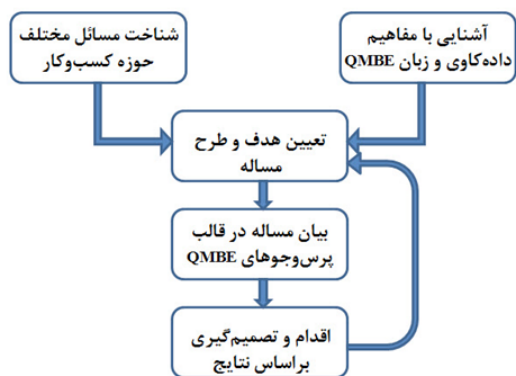 آشنایی با مفاهیم
داده‌کاوی و زبان QMBE
شناخت مسائل مختلف
حوزه کسب‌وکار
تعیین هدف و طرح
مساله
بیان مساله در قالب
پرس‌وجوهای QMBE
اقدام و تصمیم‌گیری
براساس نتایج